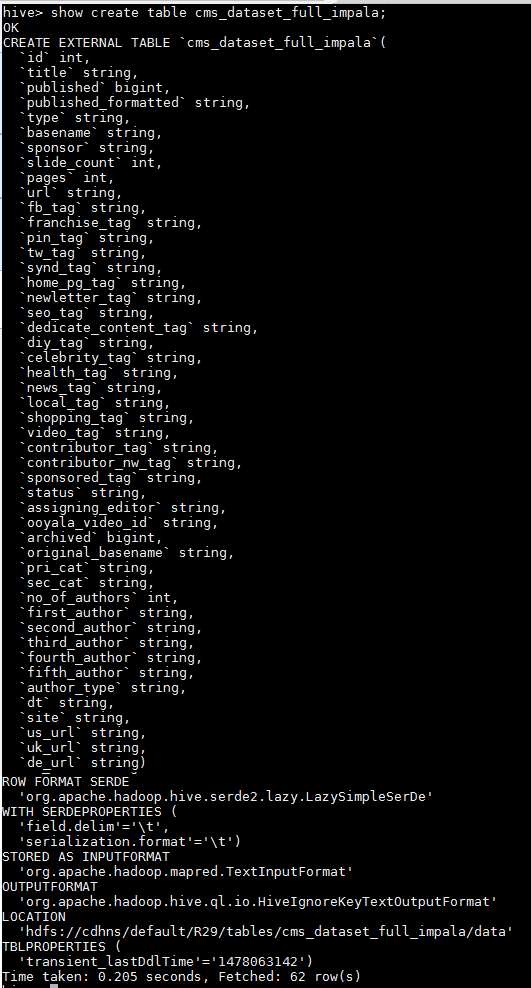 hive> show create table cms_dataset_full_impala;
OK
CREATE EXTERNAL TABLE `cms_dataset_full_impala`(
  `id` int,
  `title` string,
  `published` bigint,
  `published_formatted` string,
  `type` string,
  `basename` string,
  `sponsor` string,
  `slide_count` int,
  `pages` int,
  `url` string,
  `fb_tag` string,
  `franchise_tag` string,
  `pin_tag` string,
  `tw_tag` string,
  `synd_tag` string,
  `home_pg_tag` string,
  `newletter_tag` string,
  `seo_tag` string,
  `dedicate_content_tag` string,
  `diy_tag` string,
  `celebrity_tag` string,
  `health_tag` string,
  `news_tag` string,
  `local_tag` string,
  `shopping_tag` string,
  `video_tag` string,
  `contributor_tag` string,
  `contributor_nw_tag` string,
  `sponsored_tag` string,
  `status` string,
  `assigning_editor` string,
  `ooyala_video_id` string,
  `archived` bigint,
  `original_basename` string,
  `pri_cat` string,
  `sec_cat` string,
  `no_of_authors` int,
  `first_author` string,
  `second_author` string,
  `third_author` string,
  `fourth_author` string,
  `fifth_author` string,
  `author_type` string,
  `dt` string,
  `site` string,
  `us_url` string,
  `uk_url` string,
  `de_url` string)
ROW FORMAT SERDE
  'org.apache.hadoop.hive.serde2.lazy.LazySimpleSerDe'
WITH SERDEPROPERTIES (
  'field.delim'='\t',
  'serialization.format'='\t')
STORED AS INPUTFORMAT
  'org.apache.hadoop.mapred.TextInputFormat'
OUTPUTFORMAT
  'org.apache.hadoop.hive.ql.io.HiveIgnoreKeyTextOutputFormat'
LOCATION
  'hdfs://cdhns/default/R29/tables/cms_dataset_full_impala/data'
TBLPROPERTIES (
  'transient_lastDdlTime'='1478063142')
Time taken: 0.205 seconds, Fetched: 62 row(s)